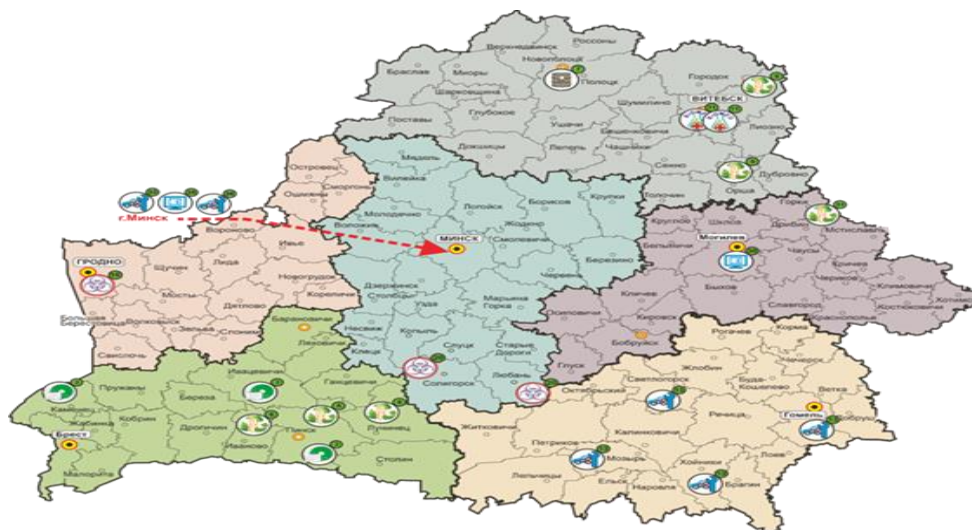 Россоны
Верхнедвинск
Новополоцк
Браслав
Миоры
Полоцк
Городок
Шарковщина
ВИТЕБСК
Шумилино
Глубокое
Поставы
Ушачи
Лиозно
Бешенковичи
Докшицы
Лепель
Чашники
Сенно
Мядель
Дубровно
Островец
Вилейка
Орша
Сморгонь
Толочин
Ошмяны
Логойск
Борисов
Крупки
Горки
г.МИНСК
Молодечно
Круглое
Шклов
Дрибин
Мстиславль
Воложин
Жодино
Вороново
МИНСК
Смолевичи
Могилев
Ивье
Белыничи
Чаусы
ГРОДНО
Щучин
Лида
Березино
Кричев
Новогрудок
Дзержинск
Червень
Быхов
Чериков
Климовичи
Мосты
Дятлово
Кореличи
Столбцы
Узда
Марьина
Горка
Кличев
Славгород
Костюковичи
Хотимск
Большая
Берестовица
Волковыск
Зельва
Слоним
Осиповичи
Кировск
Барановичи
Несвиж
Копыль
Слуцк
Старые
Дороги
Бобруйск
Свислочь
Ляховичи
Клецк
Глуск
Рогачев
Корма
Ивацевичи
Солигорск
Любань
Жлобин
Чечерск
Пружаны
Ганцевичи
Октябрьский
Светлогорск
Буда-
Кошелево
Ветка
Каменец
Береза
Жабинка
Кобрин
Речица
Гомель
Добруш
Брест
Дрогичин
Пинск
Лунинец
Житковичи
Калинковичи
Иваново
Петриков
Лоев
Столин
Мозырь
Хойники
Малорита
Лельчицы
Ельск
Наровля
Брагин